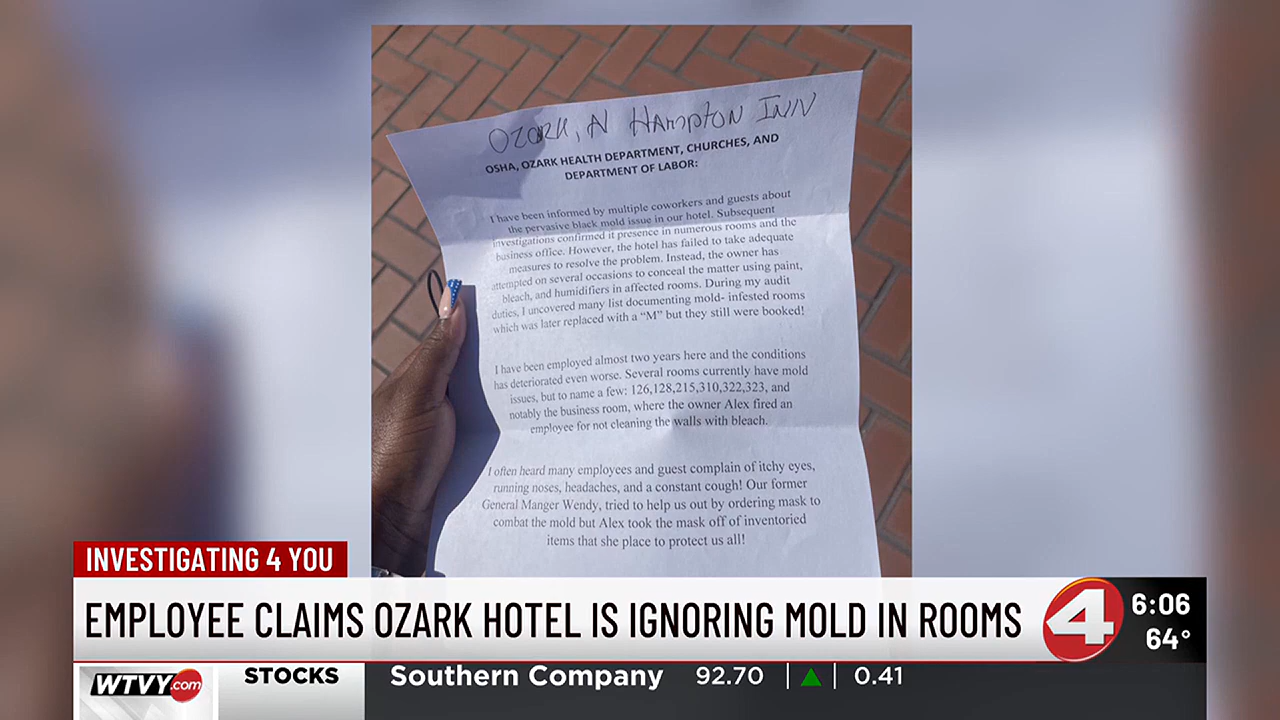 OZARK, A HAMPTON INN
OSHA, OZARK HEALTH DEPARTMENT, CHURCHES, AND
DEPARTMENT OF LABOR:
I have been informed by multiple coworkers and guests about
the pervasive black mold issue in our hotel. Subsequent
investigations confirmed it presence in numerous rooms and the
business office. However, the hotel has failed to take adequate
measures to resolve the problem. Instead, the owner has
attempted on several occasions to conceal the matter using paint,
bleach, and humidifiers in affected rooms. During my audit
duties, I uncovered many list documenting mold- infested rooms
which was later replaced with a “M” but they still were booked!
I have been employed almost two years here and the conditions
has deteriorated even worse. Several rooms currently have mold
issues, but to name a few: 126,128,215,310,322,323, and
notably the business room, where the owner Alex fired an
employee for not cleaning the walls with bleach.
I often heard many employees and guest complain of itchy eyes,
running noses, headaches, and a constant cough! Our former
General Manger Wendy, tried to help us out by ordering mask to
combat the mold but Alex took the mask off of inventoried
items that she place to protect us all!
INVESTIGATING 4 YOU
EMPLOYEE CLAIMS OZARK HOTEL IS IGNORING MOLD IN ROOMS
4
6:06
64°
WTVY.com
STOCKS
Southern Company 92.70 | ▲ | 0.41